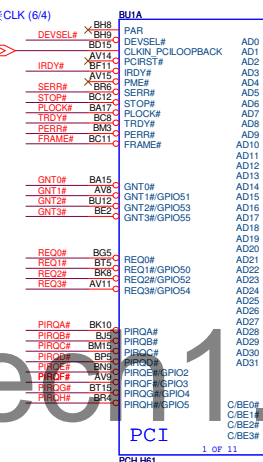 CLK (6/4)
BU1A
BH8 PAR
DEVSEL# BH9 DEVSEL# AD0
BD15 CLKIN_PCILOOPBACK AD1
AV14 PCIRST# AD2
IRDY# BF11 IRDY# AD3
AV15 PME# AD4
SERR# BR6 SERR# AD5
STOP# BC12 STOP# AD6
PLOCK# BA17 PLOCK# AD7
TRDY# BC8 TRDY# AD8
PERR# BM3 PERR# AD9
FRAME# BC11 FRAME# AD10
AD11
AD12
AD13
GNT0# BA15 GNT0# AD14
GNT1# AV8 GNT1#/GPIO51 AD15
GNT2# BU12 GNT2#/GPIO53 AD16
GNT3# BE2 GNT3#/GPIO55 AD17
AD18
AD19
AD20
REQ0# BG5 REQ0# AD21
REQ1# BT5 REQ1#/GPIO50 AD22
REQ2# BK8 REQ2#/GPIO52 AD23
REQ3# AV11 REQ3#/GPIO54 AD24
AD25
AD26
AD27
PIRQA# BK10 PIRQA# AD28
PIRQB# BJ5 PIRQB# AD29
PIRQC# BM15 PIRQC# AD30
PIRQD# BP5 PIRQD# AD31
PIRQE# BN9 PIRQE#/GPIO2
PIRQF# AV9 PIRQF#/GPIO3
PIRQG# BT15 PIRQG#/GPIO4
PIRQH# BR4 PIRQH#/GPIO5 C/BE0#
C/BE1#
C/BE2#
PCI C/BE3#
1 OF 11
PCH H61
ech1.